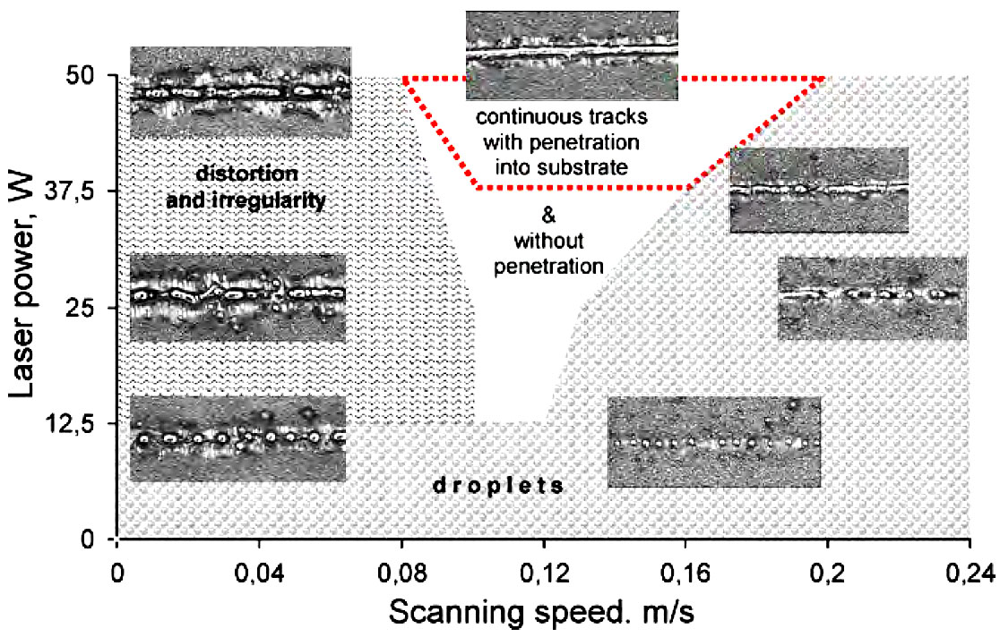 50
37,5
25
12,5
0
Laser power, W
continuous tracks
with penetration
into substrate
distortion
and irregularity
&
without
penetration
droplets
0
0,04
0,08
0,12
0,16
0,2
0,24
Scanning speed. m/s